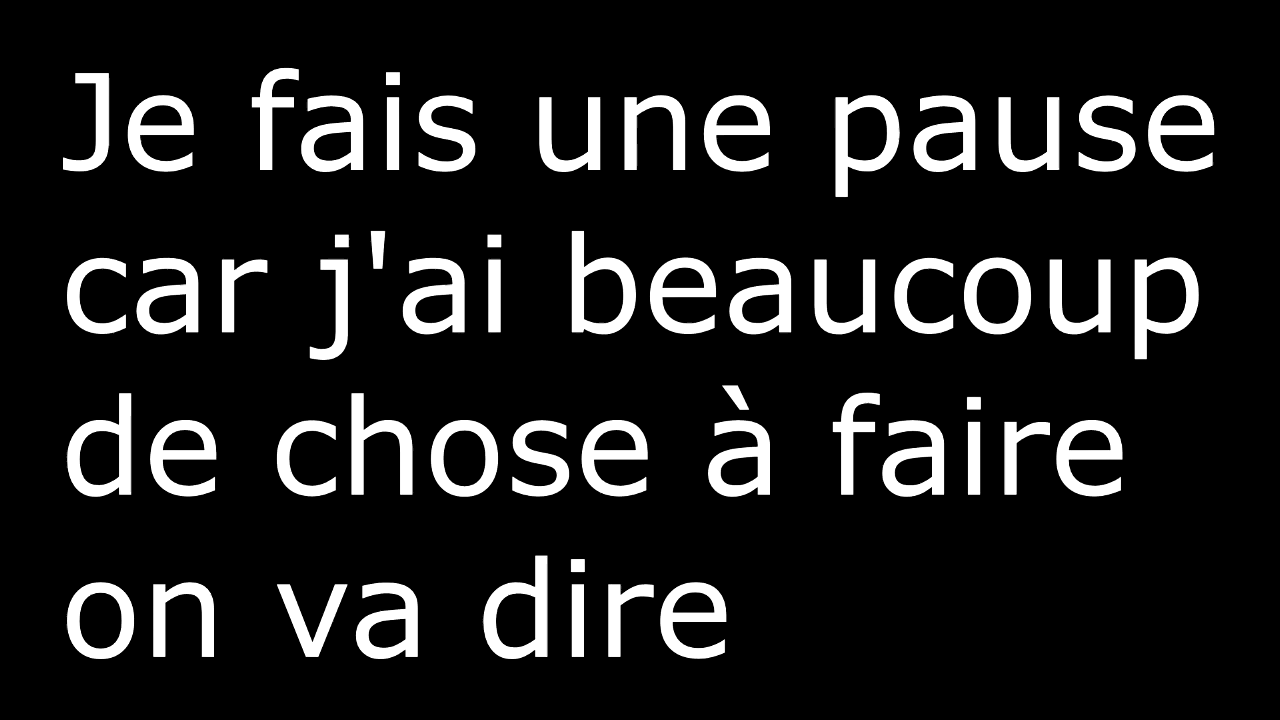 Je fais une pause
car j'ai beaucoup
de chose à faire
on va dire